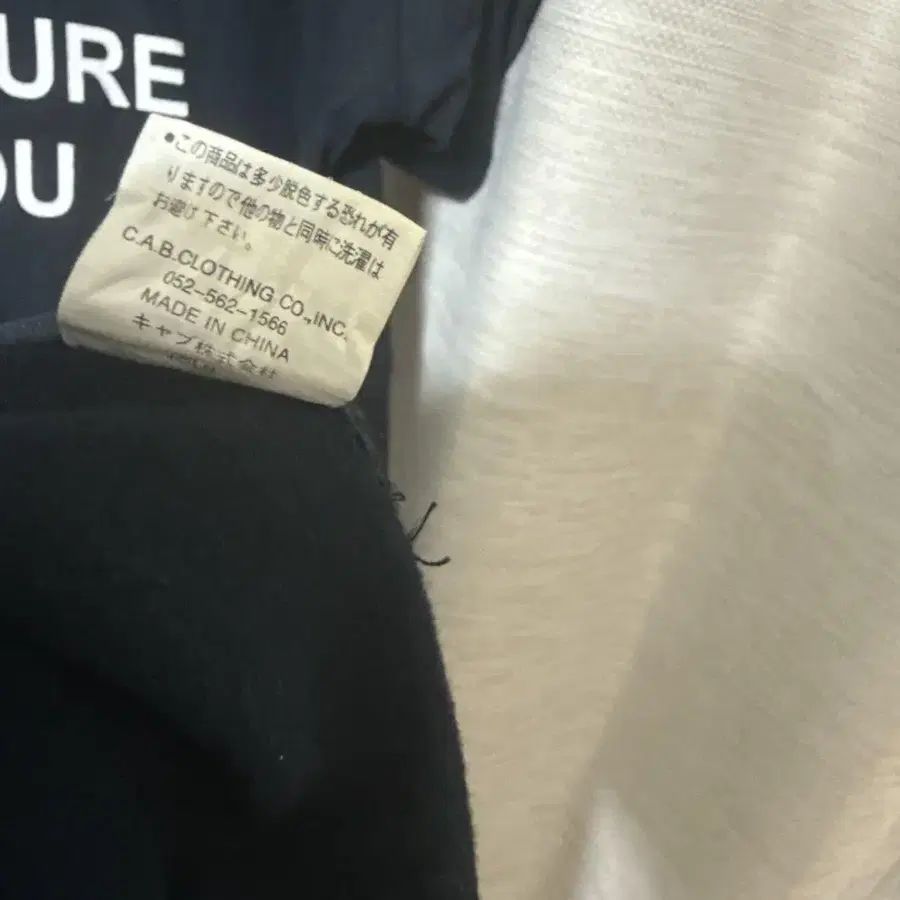 URE
OU
•この商品は多少脱色する恐れが有
りますので他の物と同時に洗濯は
お避け下さい。
C.A.B.CLOTHING CO.,INC.
052-562-1566
MADE IN CHINA
キャブ株式会社